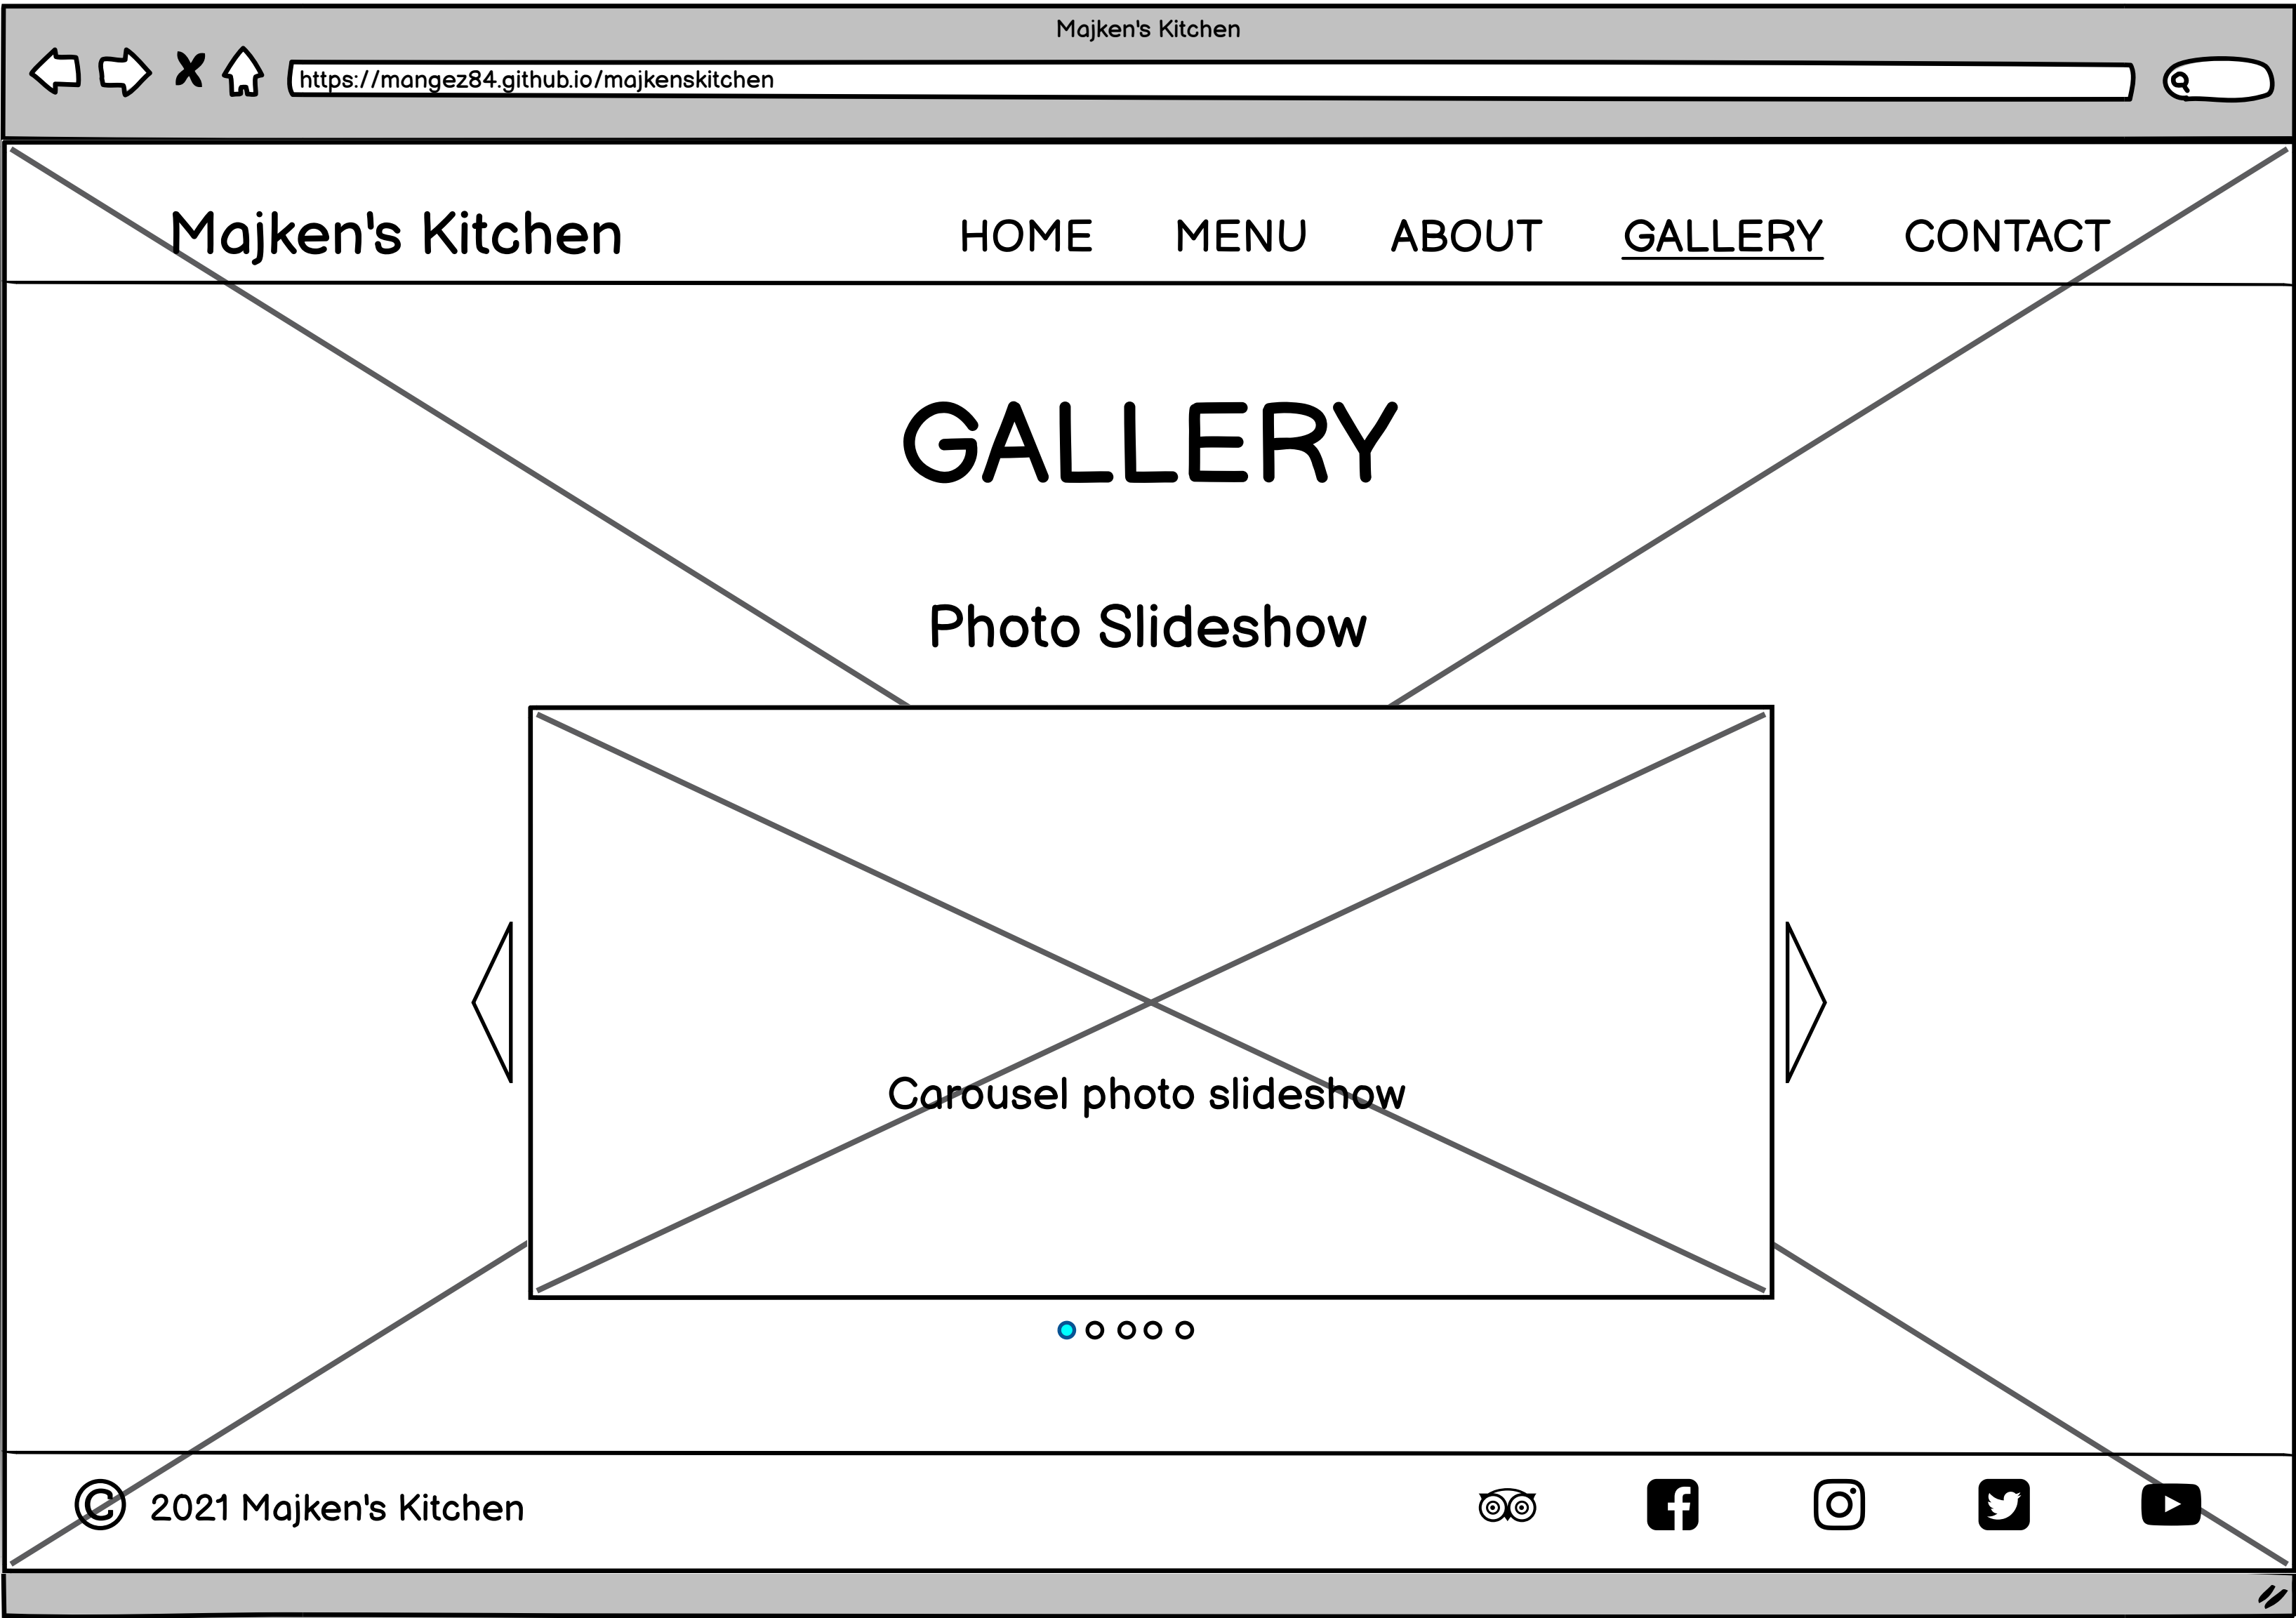 Majken's Kitchen
https://mangez84.github.io/majkenskitchen
Majken's Kitchen HOME MENU ABOUT GALLERY CONTACT
GALLERY
Photo Slideshow
Carousel photo slideshow
© 2021 Majken's Kitchen